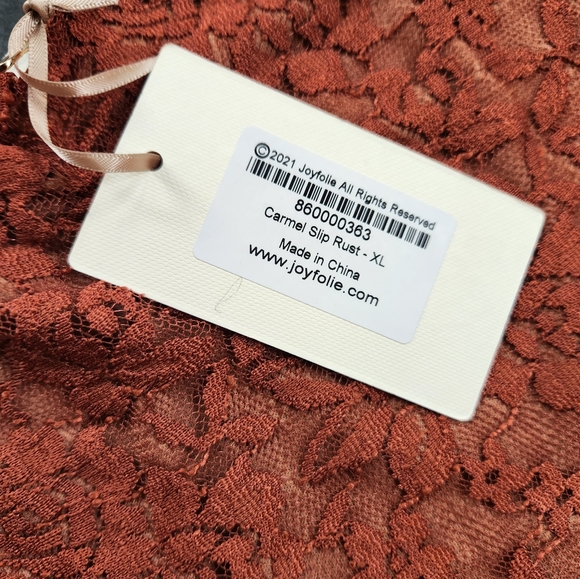 ©2021 Joyfolie All Rights Reserved
860000363
Carmel Slip Rust - XL
Made in China
www.joyfolie.com